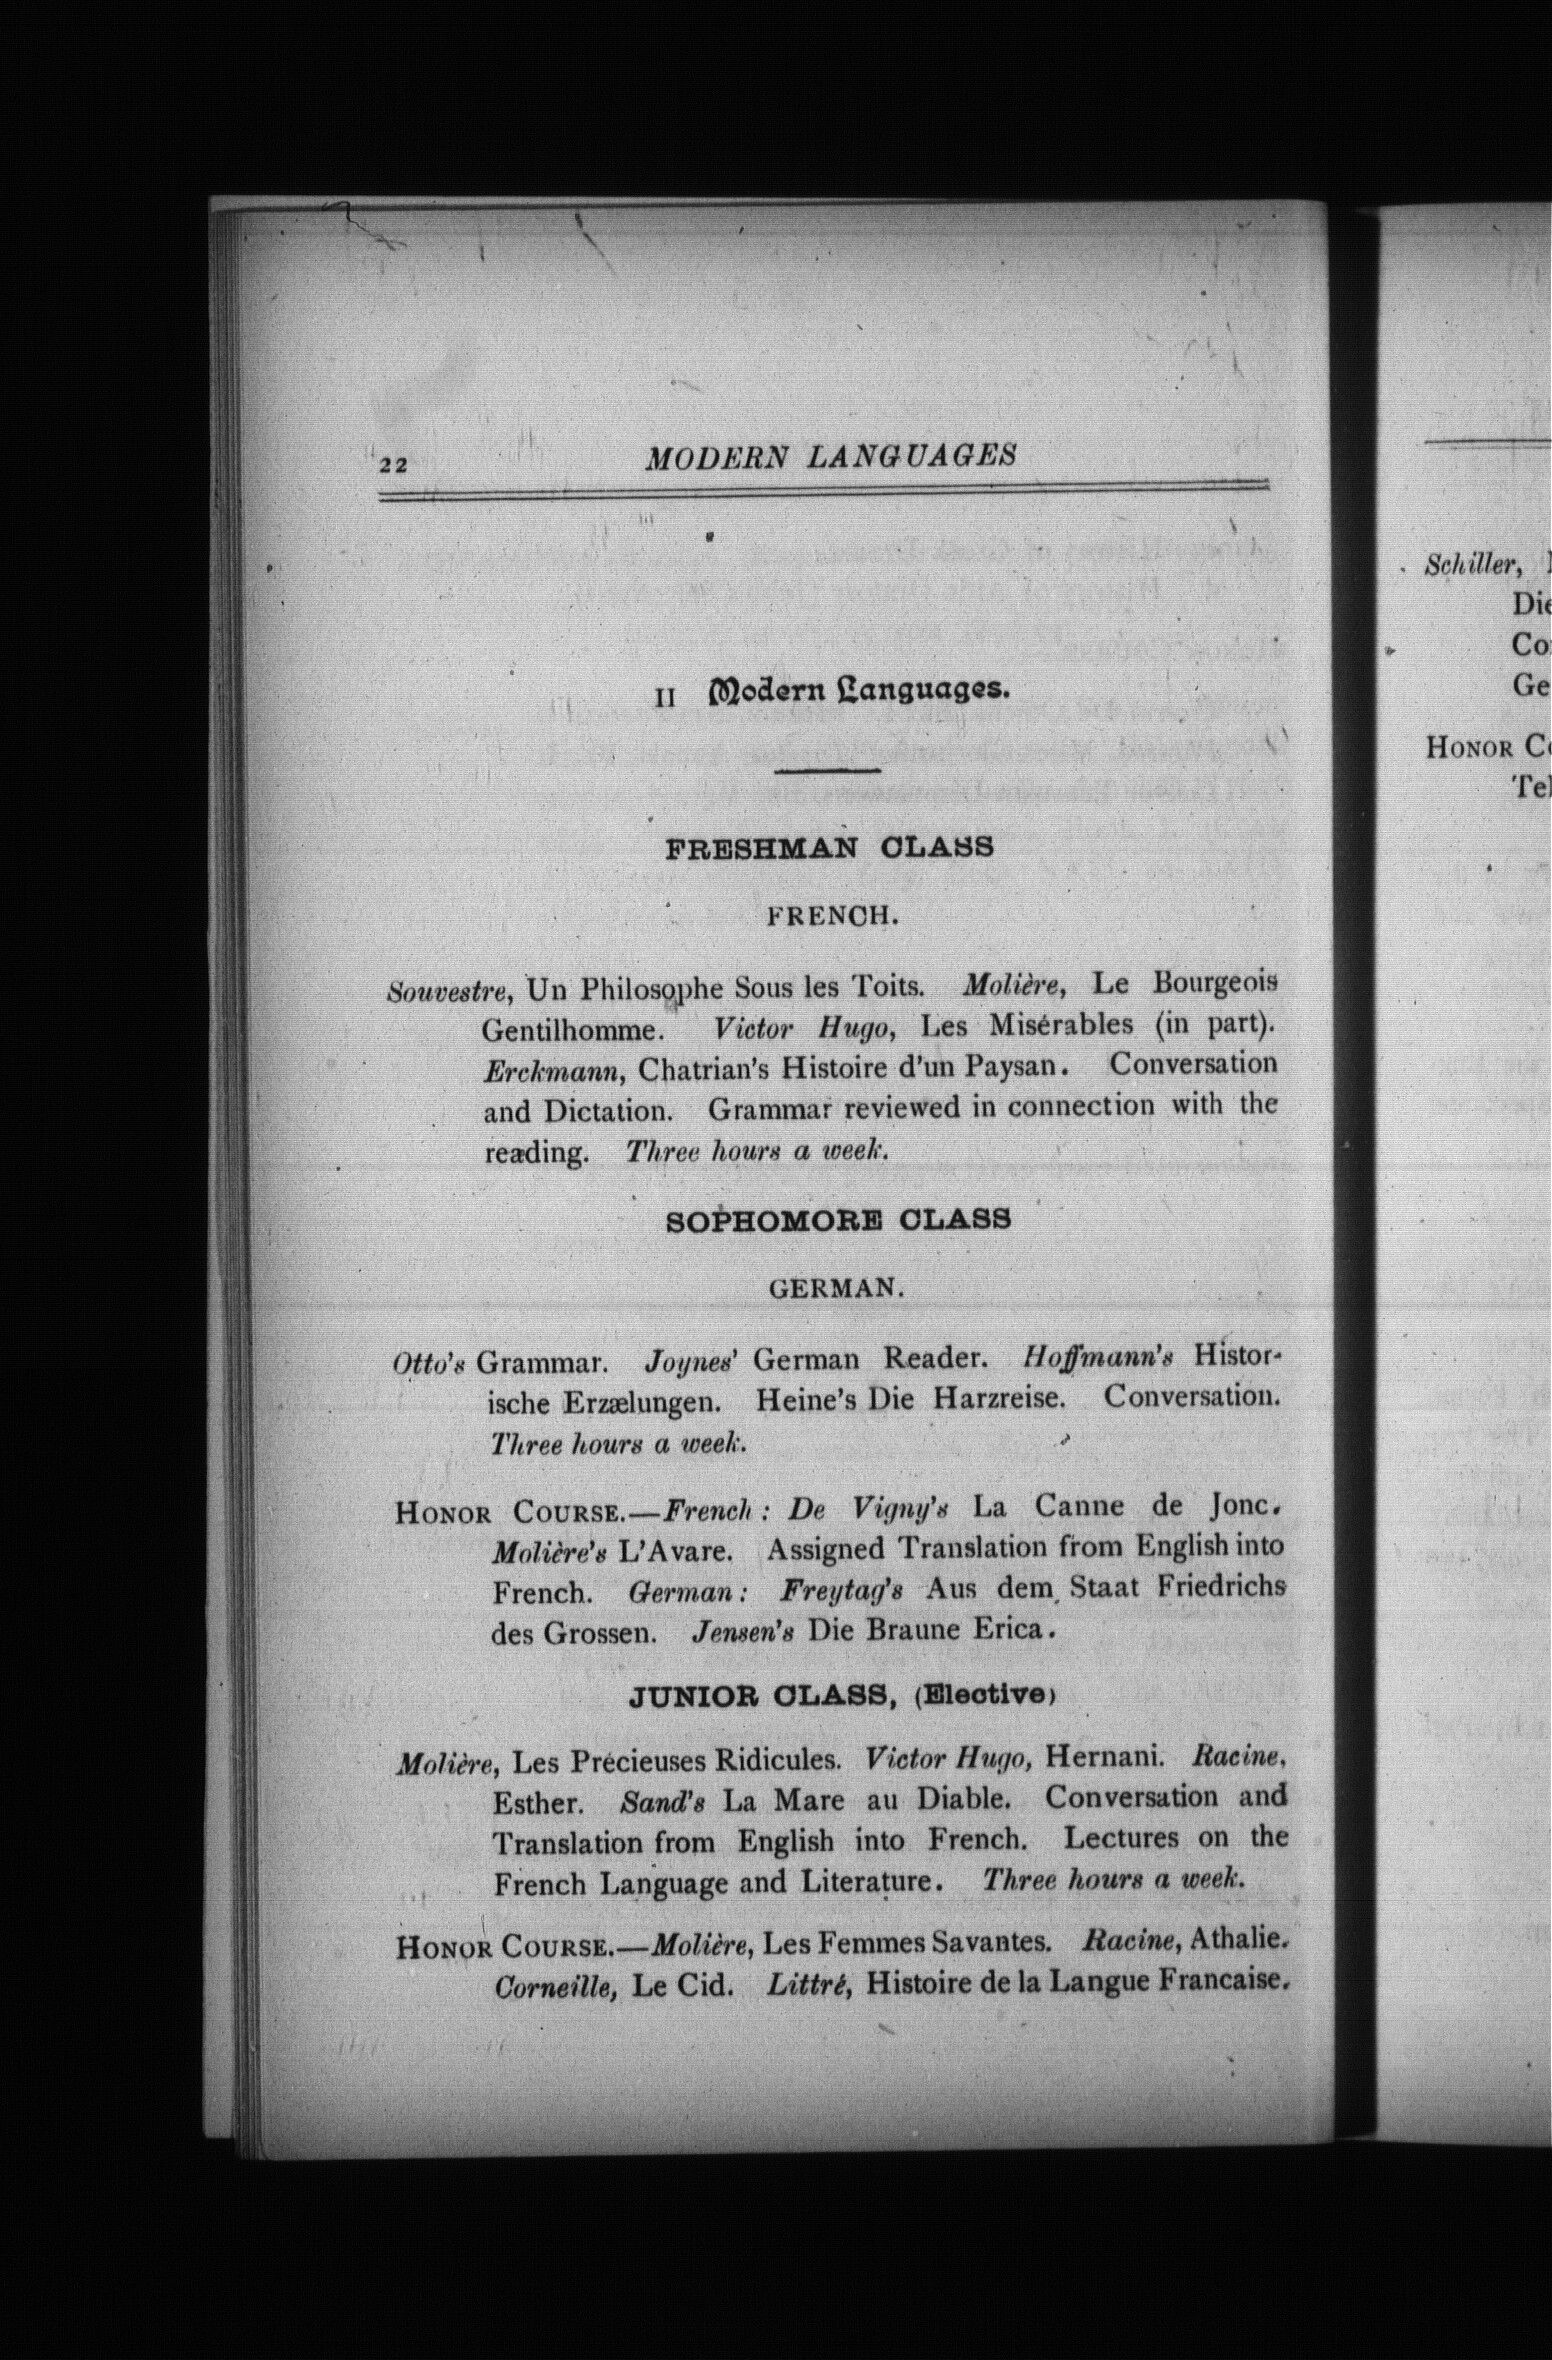 22 MODERN LANGUAGES
II Modern Languages.
FRESHMAN CLASS
FRENCH.
Souvestre, Un Philosophe Sous les Toits. Molière, Le Bourgeois
Gentilhomme. Victor Hugo, Les Misérables (in part).
Erckmann, Chatrian's Histoire d'un Paysan. Conversation
and Dictation. Grammar reviewed in connection with the
reading. Three hours a week.
SOPHOMORE CLASS
GERMAN.
Otto's Grammar. Joynes' German Reader. Hoffmann's Histor-
ische Erzælungen. Heine's Die Harzreise. Conversation.
Three hours a week.
HONOR COURSE.—French: De Vigny's La Canne de Jonc.
Molière's L'Avare. Assigned Translation from English into
French. German: Freytag's Aus dem Staat Friedrichs
des Grossen. Jensen's Die Braune Erica.
JUNIOR CLASS, (Elective)
Molière, Les Précieuses Ridicules. Victor Hugo, Hernani. Racine,
Esther. Sand's La Mare au Diable. Conversation and
Translation from English into French. Lectures on the
French Language and Literature. Three hours a week.
HONOR COURSE.—Molière, Les Femmes Savantes. Racine, Athalie.
Corneille, Le Cid. Littré, Histoire de la Langue Francaise.
Schiller,
Die
Ge
HONOR